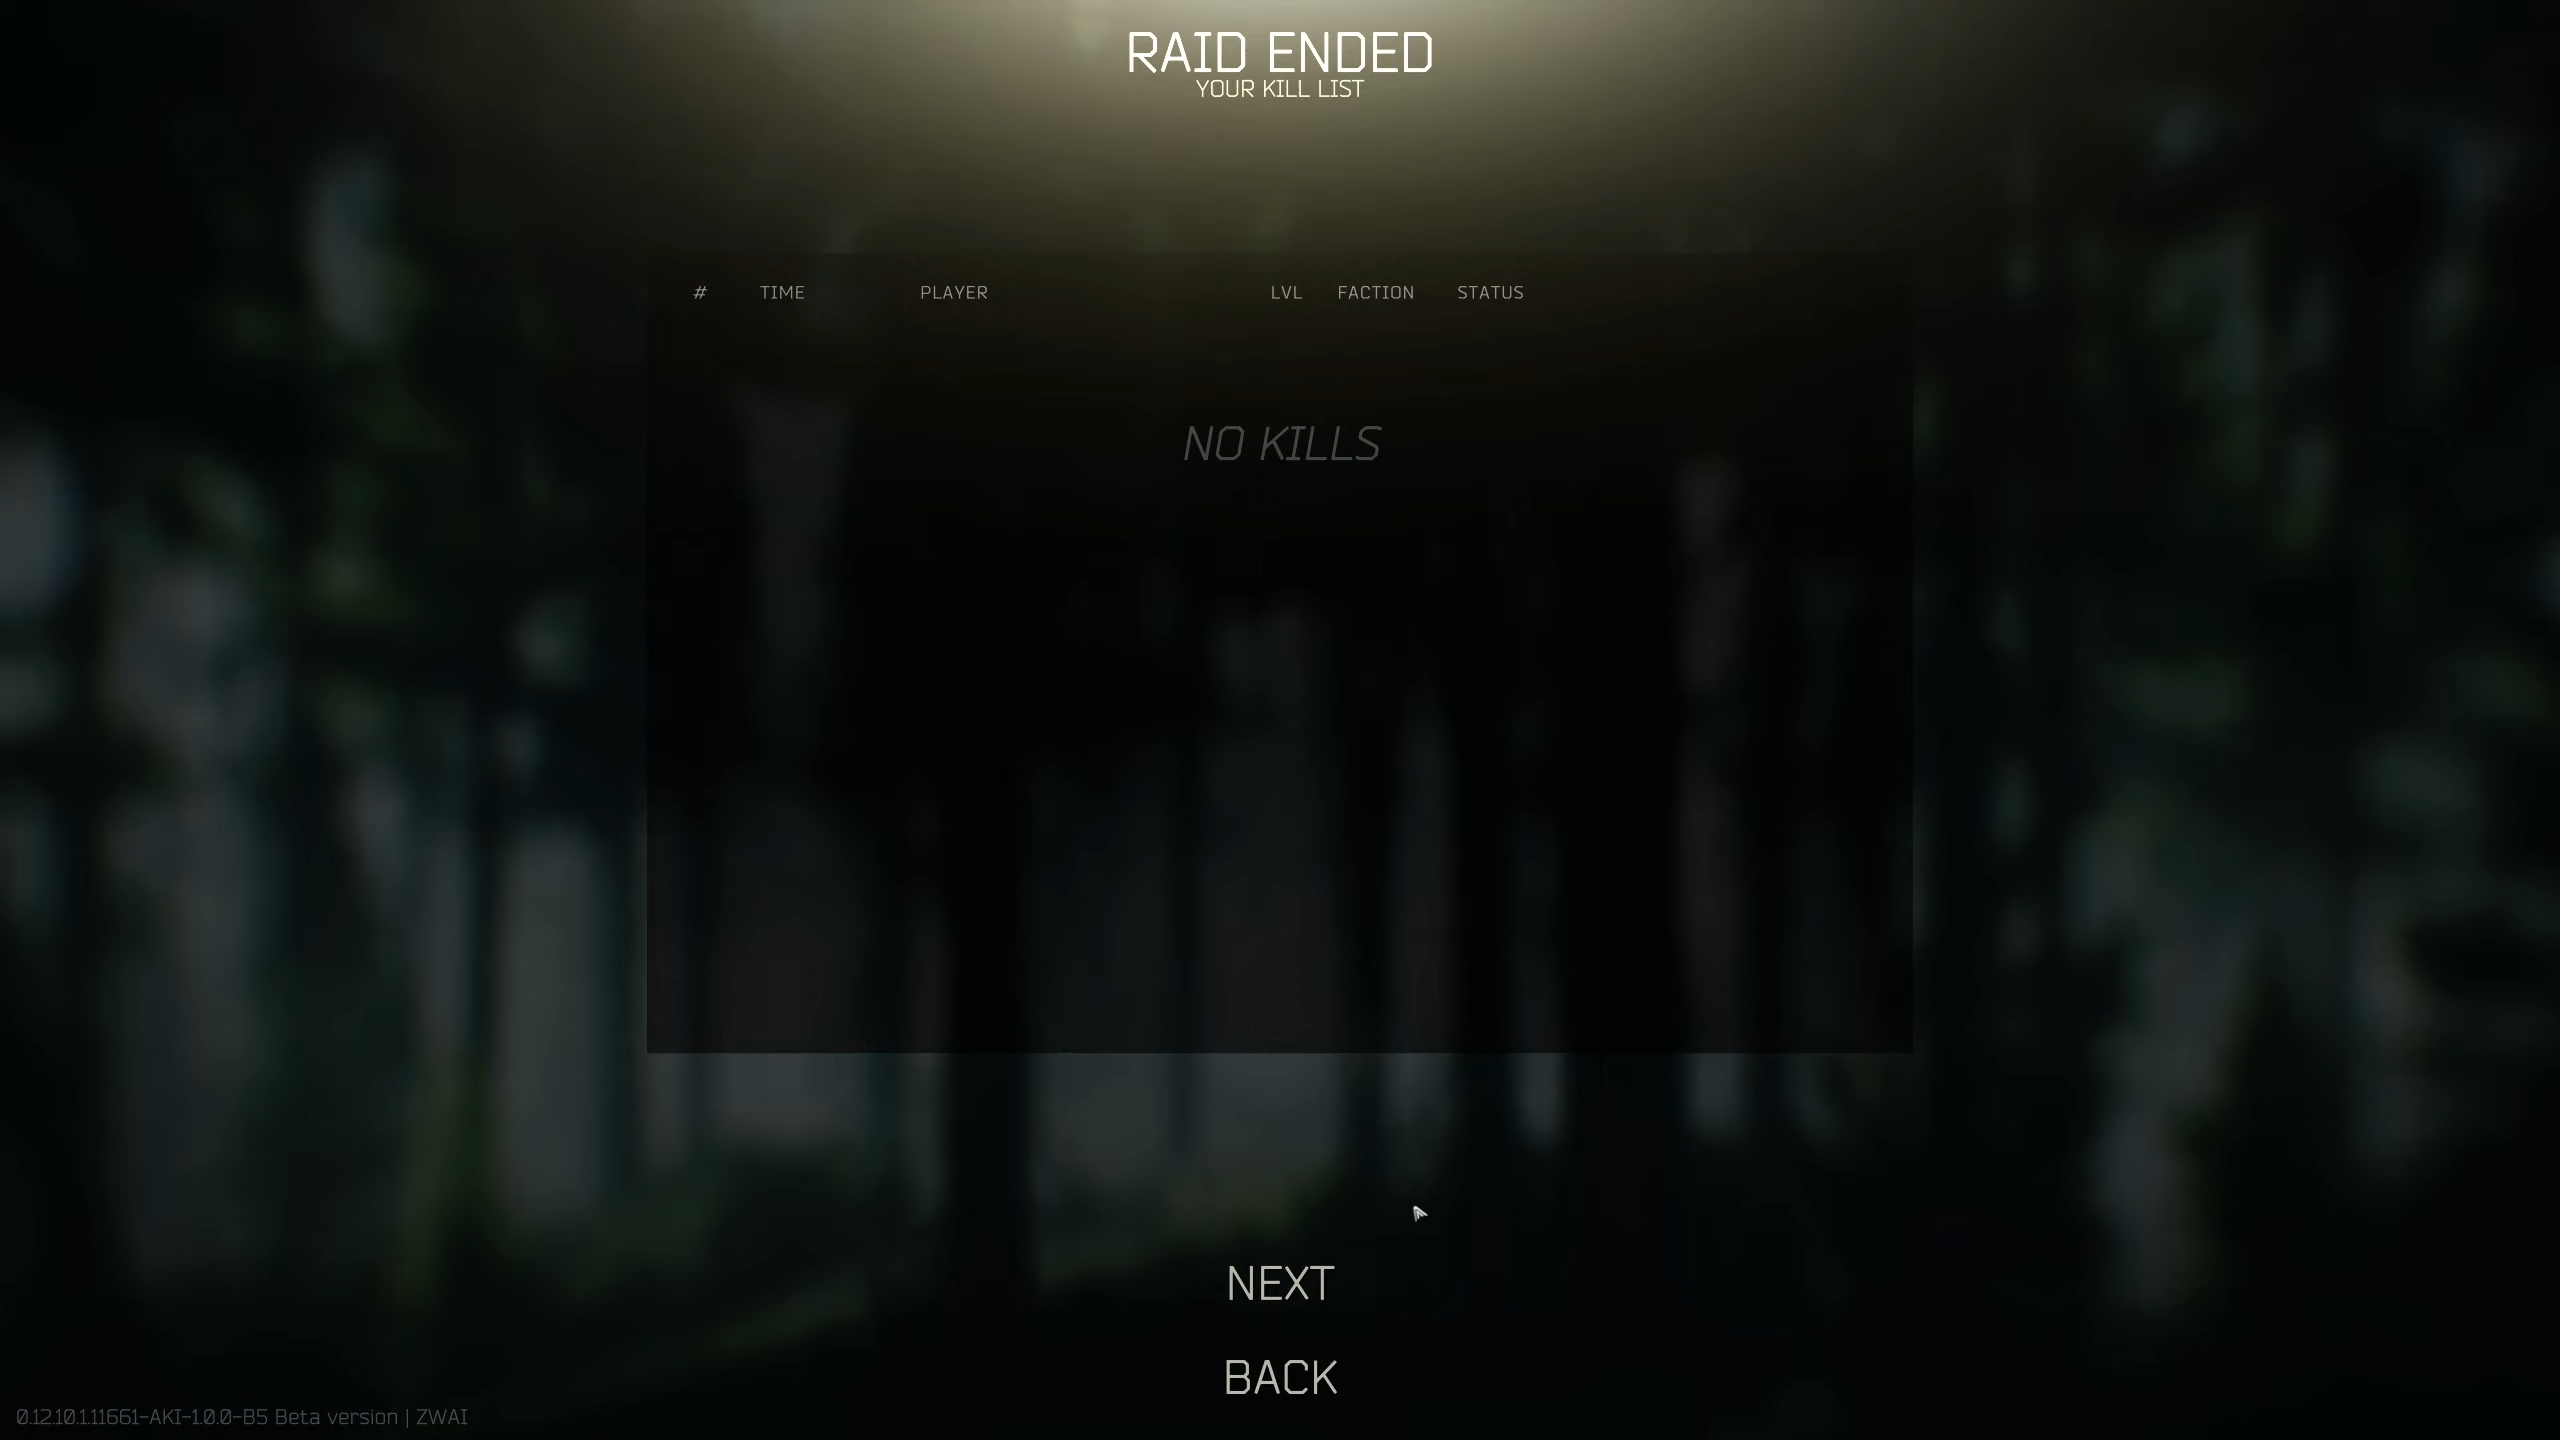 RAID ENDED
YOUR KILL LIST
# TIME PLAYER LVL FACTION STATUS
NO KILLS
NEXT
BACK
0.12.10.1.11661-AKI-1.0.0-B5 Beta version | ZWAI